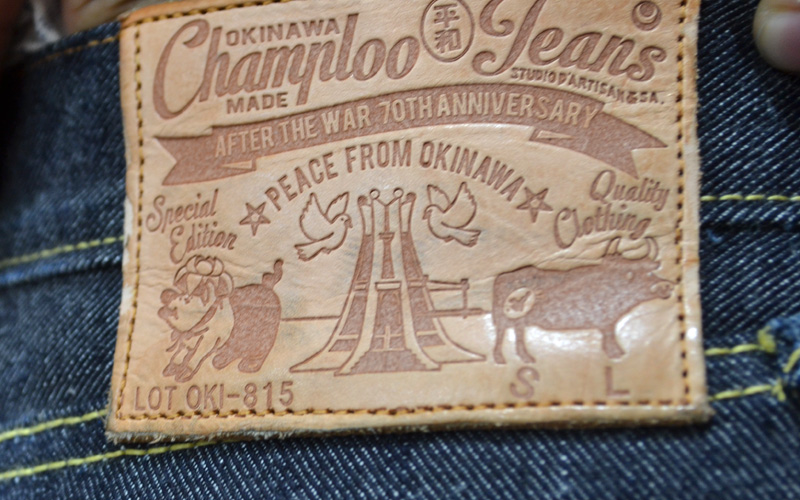 OKINAWA
Champloo 平和 Jeans
MADE
STUDIO D'ARTISAN & SA.
AFTER THE WAR 70TH ANNIVERSARY
PEACE FROM OKINAWA
Special
Edition
Quality
Clothing
LOT OKI-815
S L